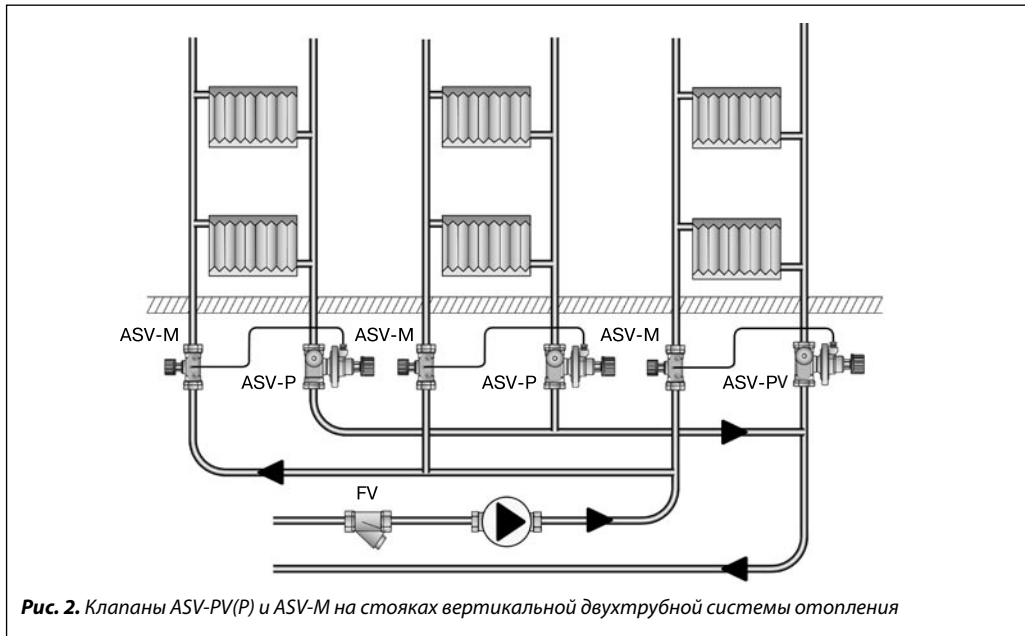 ASV-M
ASV-P
ASV-M
ASV-P
ASV-M
ASV-PV
FV
Рис. 2. Клапаны ASV-PV(P) и ASV-M на стояках вертикальной двухтрубной системы отопления